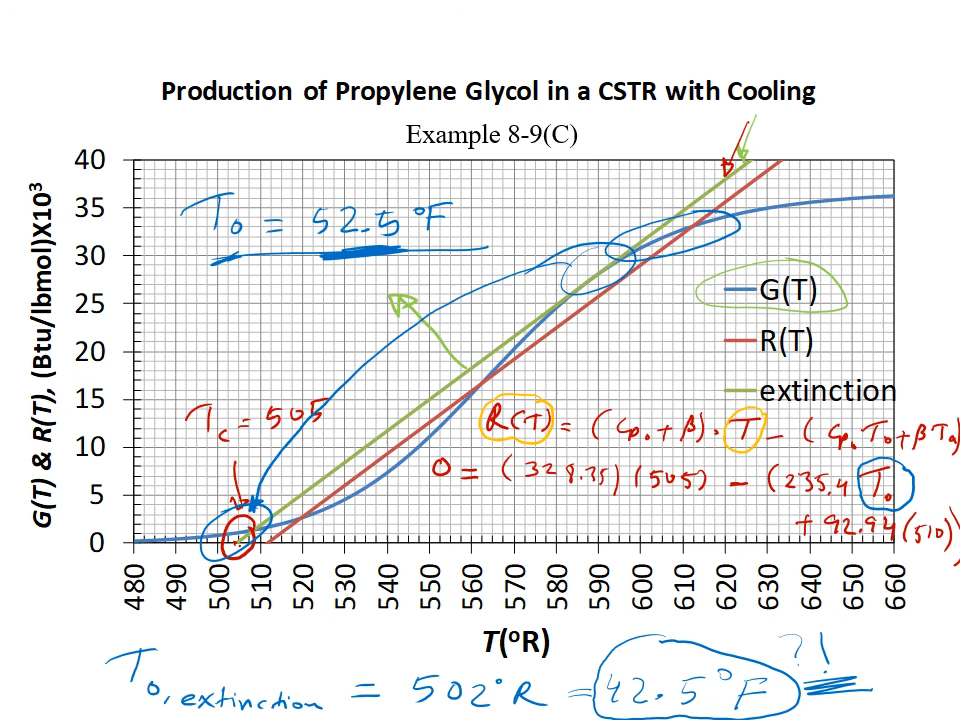 Production of Propylene Glycol in a CSTR with Cooling
Example 8-9(C)
G(T) & R(T), (Btu/lbmol)X10³
40
35
30
25
20
15
10
5
0
T₀ = 52.5°F
G(T)
R(T)
extinction
T_c = 505
R(T) = (Cp₀ + β) · T − (Cp₀ T₀ + β Ta)
0 = (328.35)(505) − (235.4 T₀
+ 92.94 (510))
480 490 500 510 520 530 540 550 560 570 580 590 600 610 620 630 640 650 660
T(ºR)
T₀, extinction = 502°R = 42.5°F ?!